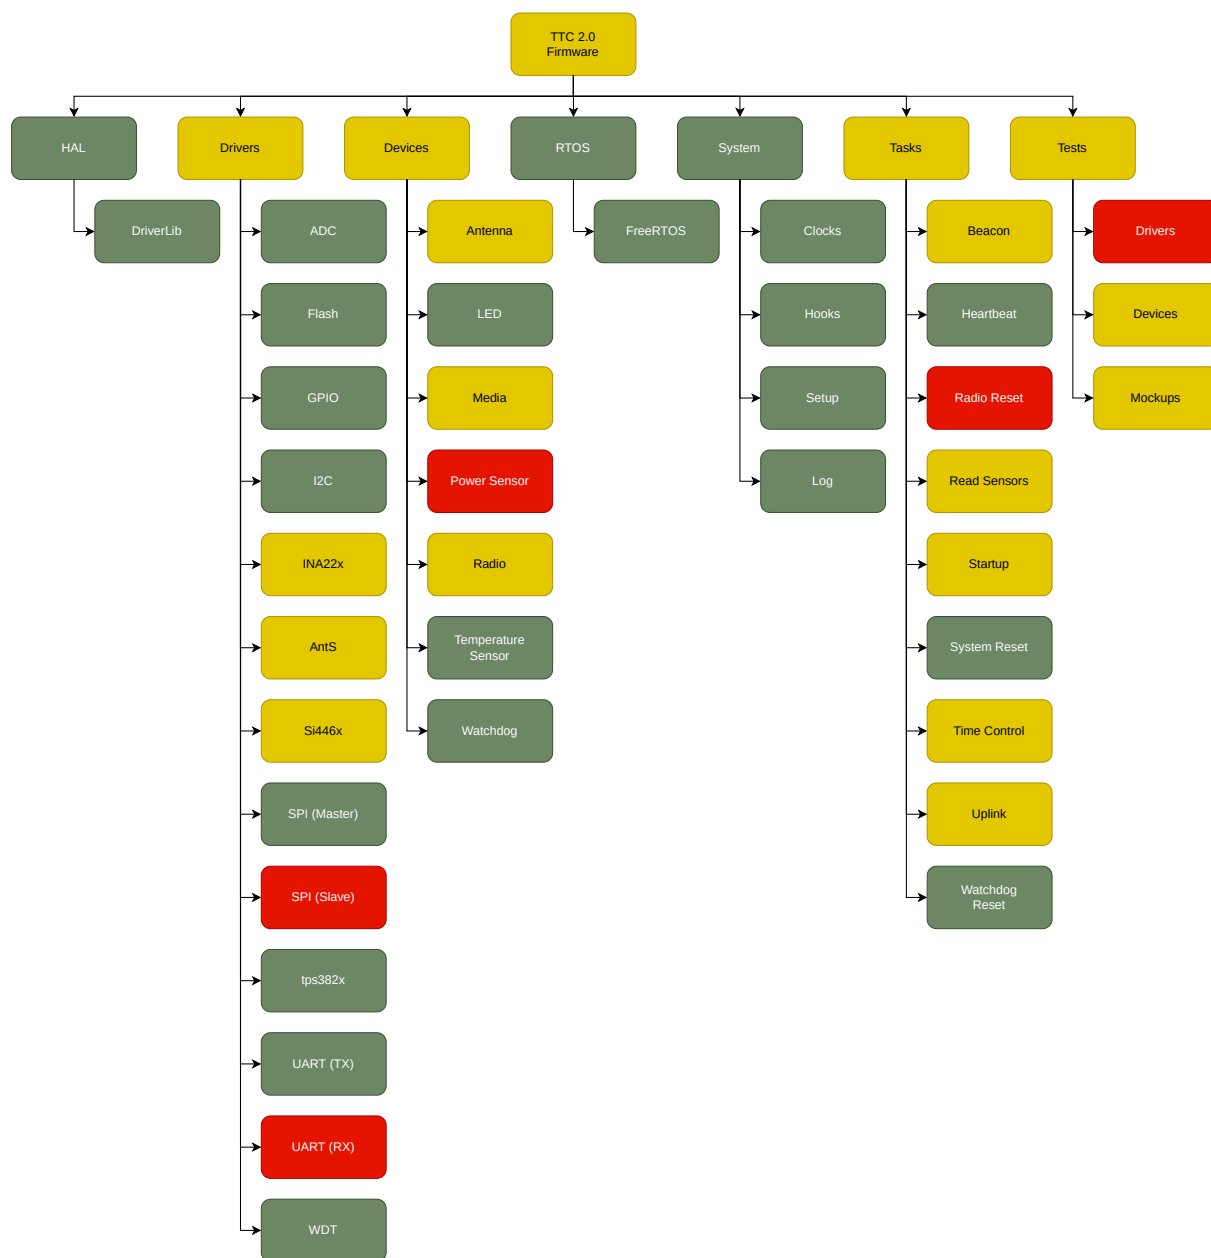 TTC 2.0
Firmware
HAL
Drivers
Devices
RTOS
System
Tasks
Tests
DriverLib
ADC
Antenna
FreeRTOS
Clocks
Beacon
Drivers
Flash
LED
Hooks
Heartbeat
Devices
GPIO
Media
Setup
Radio Reset
Mockups
I2C
Power Sensor
Log
Read Sensors
INA22x
Radio
Startup
AntS
Temperature
Sensor
System Reset
Si446x
Watchdog
Time Control
SPI (Master)
Uplink
SPI (Slave)
Watchdog
Reset
tps382x
UART (TX)
UART (RX)
WDT